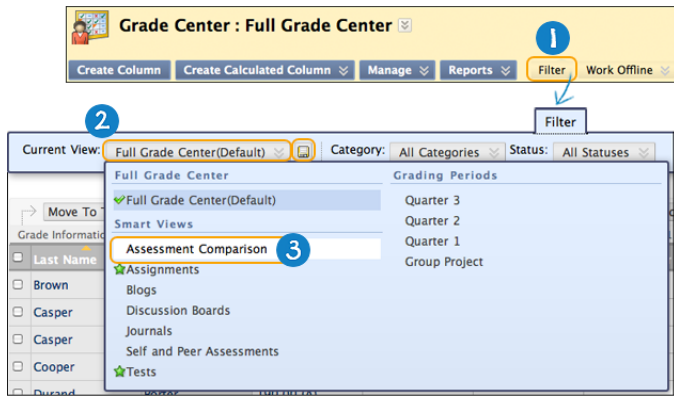 Grade Center : Full Grade Center
1
Create Column Create Calculated Column Manage Reports Filter Work Offline
Filter
2
Current View: Full Grade Center(Default) Category: All Categories Status: All Statuses
Full Grade Center Grading Periods
Full Grade Center(Default) Quarter 3
Smart Views Quarter 2
Assessment Comparison 3 Quarter 1
Assignments Group Project
Blogs
Discussion Boards
Journals
Self and Peer Assessments
Tests
Move To T
Grade Informatio
Last Name
Brown
Casper
Casper
Cooper
Durand Porter